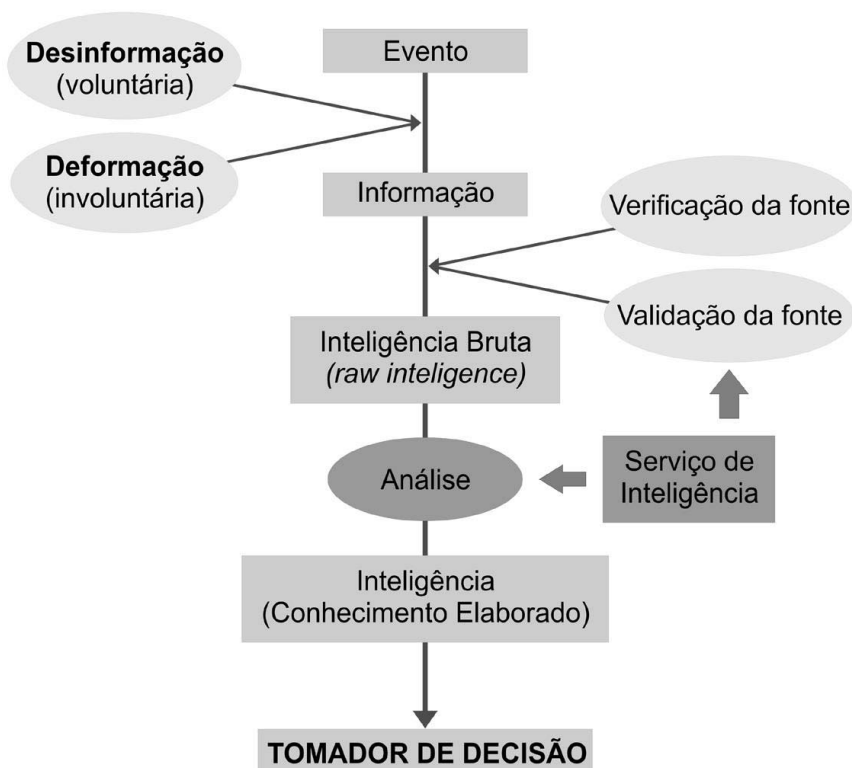 Desinformação
(voluntária)
Evento
Deformação
(involuntária)
Informação
Verificação da fonte
Validação da fonte
Inteligência Bruta
(raw inteligence)
Análise
Serviço de
Inteligência
Inteligência
(Conhecimento Elaborado)
TOMADOR DE DECISÃO